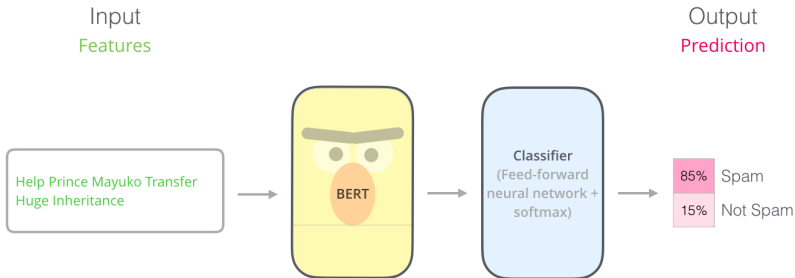 Input
Features
Output
Prediction
Help Prince Mayuko Transfer
Huge Inheritance
BERT
Classifier
(Feed-forward
neural network +
softmax)
85% Spam
15% Not Spam